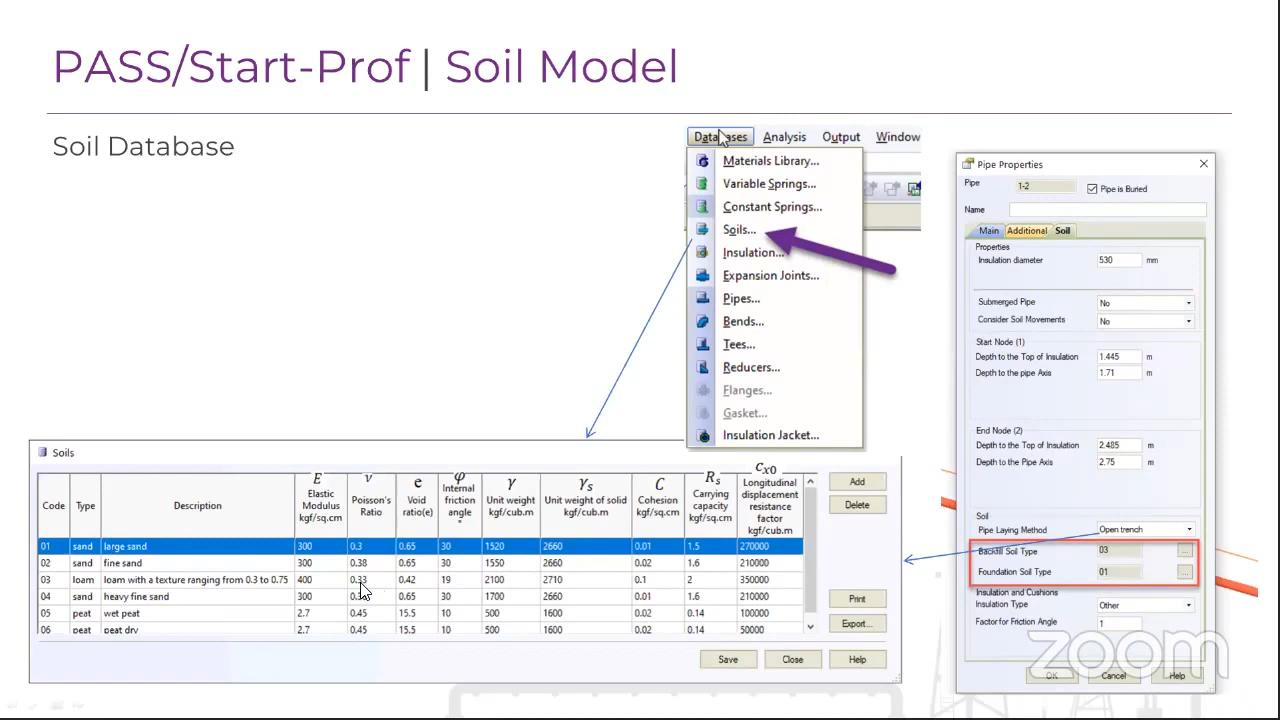 PASS/Start-Prof | Soil Model
Soil Database
Databases Analysis Output Window
Materials Library...
Variable Springs...
Constant Springs...
Soils...
Insulation...
Expansion Joints...
Pipes...
Bends...
Tees...
Reducers...
Flanges...
Gasket...
Insulation Jacket...
Pipe Properties
Pipe 1-2 Pipe is Buried
Name
Main Additional Soil
Properties
Insulation diameter 530 mm
Submerged Pipe No
Consider Soil Movements No
Start Node (1)
Depth to the Top of Insulation 1.445 m
Depth to the pipe Axis 1.71 m
End Node (2)
Depth to the Top of Insulation 2.485 m
Depth to the Pipe Axis 2.75 m
Soil
Pipe Laying Method Open trench
Backfill Soil Type 03 ...
Foundation Soil Type 01 ...
Insulation and Cushions
Insulation Type Other
Factor for Friction Angle 1
OK Cancel Help
zoom
Soils
E ν e φ γ γs C Rs cx0
Code Type Description Elastic Modulus kgf/sq.cm Poisson's Ratio Void ratio(e) Internal friction angle ° Unit weight kgf/cub.m Unit weight of solid kgf/cub.m Cohesion kgf/sq.cm Carrying capacity kgf/sq.cm Longitudinal displacement resistance factor kgf/cub.m
01 sand large sand 300 0.3 0.65 30 1520 2660 0.01 1.5 270000
02 sand fine sand 300 0.38 0.65 30 1550 2660 0.02 1.6 210000
03 loam loam with a texture ranging from 0.3 to 0.75 400 0.42 19 2100 2710 0.1 2 350000
04 sand heavy fine sand 300 0.65 30 1700 2660 0.01 1.6 210000
05 peat wet peat 2.7 0.45 15.5 10 500 1600 0.02 0.14 100000
06 peat peat dry 2.7 0.45 15.5 10 500 1600 0.02 0.14 50000
Add
Delete
Print
Export...
Save Close Help